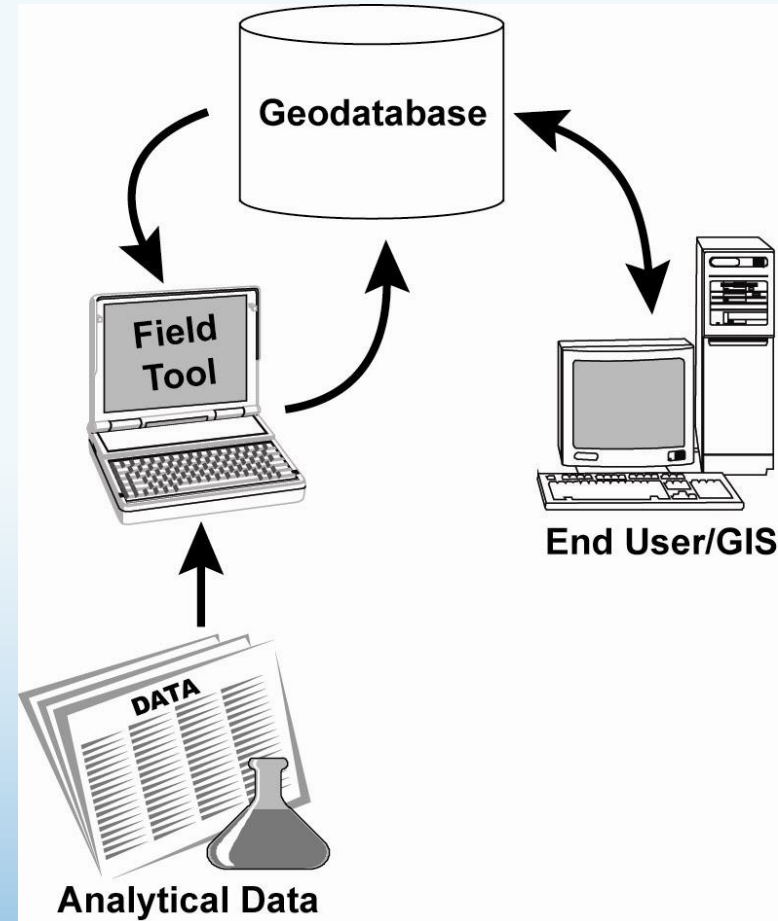 Geodatabase
Field
Tool
End User/GIS
DATA
Analytical Data